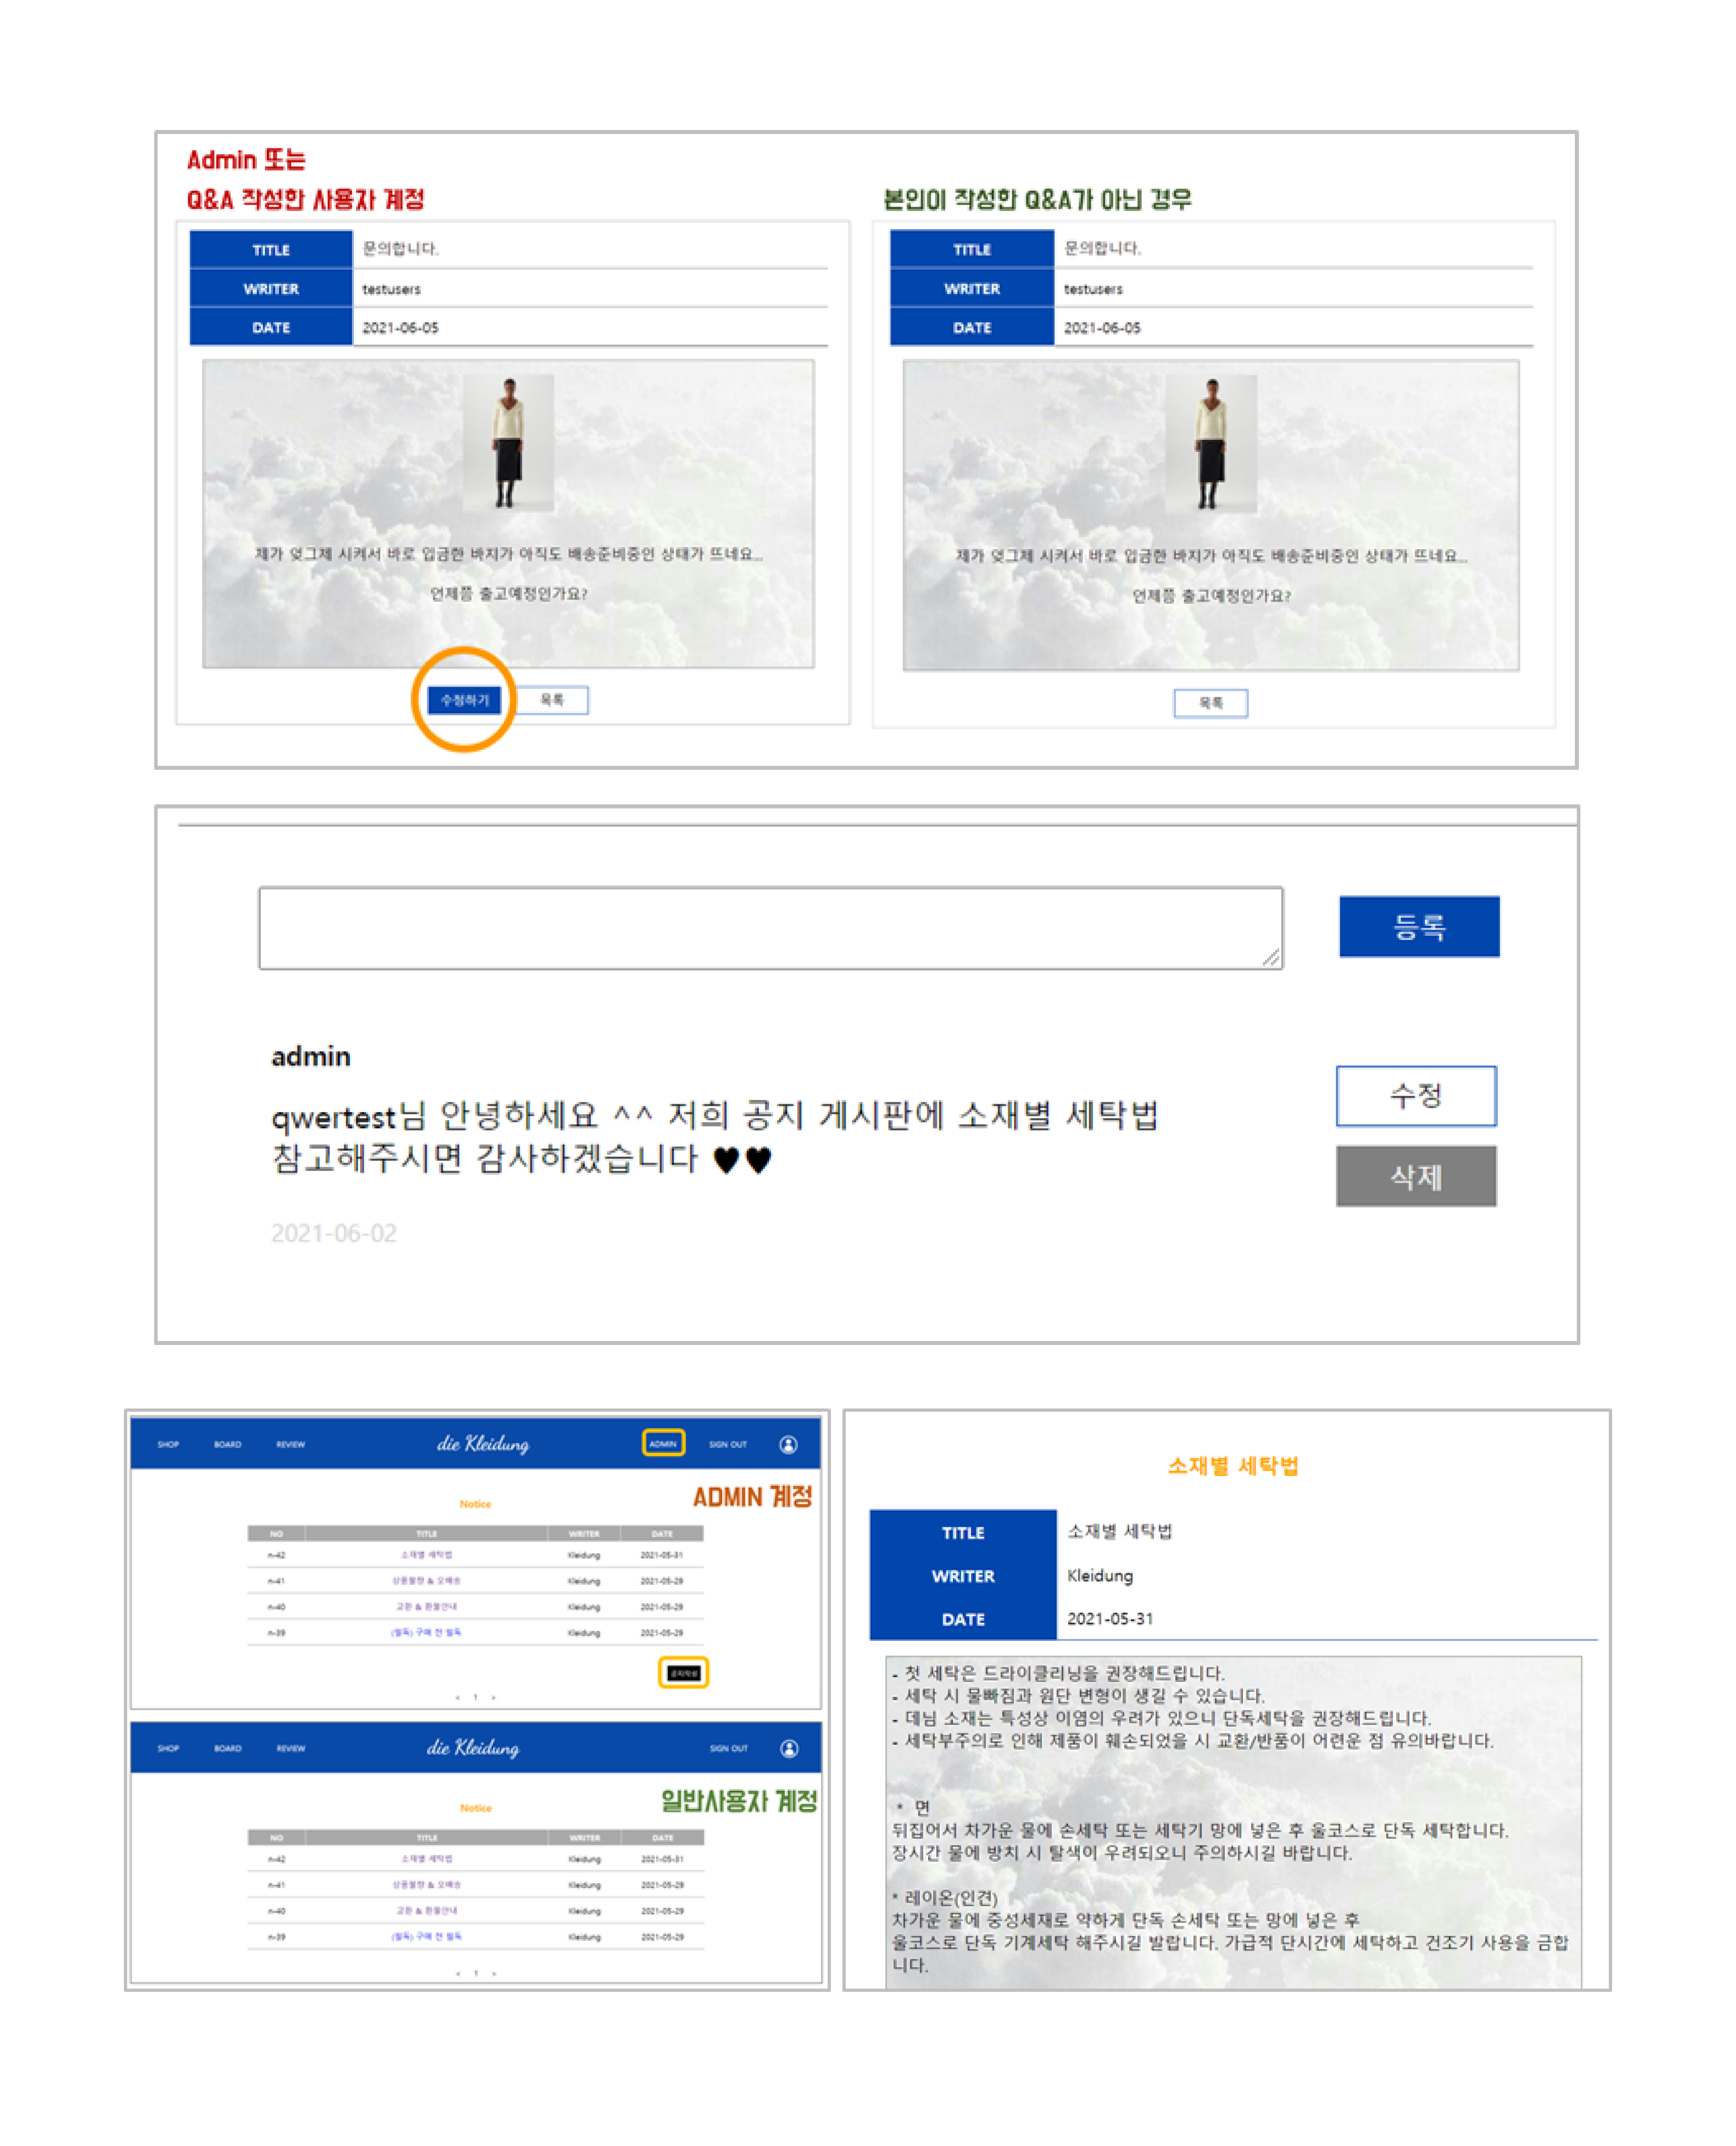 Admin 또는
Q&A 작성한 사용자 계정
TITLE 문의합니다.
WRITER testusers
DATE 2021-06-05
제가 엊그제 시켜서 바로 입금한 바지가 아직도 배송준비중인 상태가 뜨네요...
언제쯤 출고예정인가요?
수정하기 목록
본인이 작성한 Q&A가 아닌 경우
TITLE 문의합니다.
WRITER testusers
DATE 2021-06-05
제가 엊그제 시켜서 바로 입금한 바지가 아직도 배송준비중인 상태가 뜨네요...
언제쯤 출고예정인가요?
목록
등록
admin
qwertest님 안녕하세요 ^^ 저희 공지 게시판에 소재별 세탁법
참고해주시면 감사하겠습니다 ♥♥
2021-06-02
수정
삭제
SHOP BOARD REVIEW die Kleidung ADMIN SIGN OUT
ADMIN 계정
Notice
NO TITLE WRITER DATE
n-42 소재별 세탁법 Kleidung 2021-05-31
n-41 상품불량 & 오배송 Kleidung 2021-05-29
n-40 교환 & 환불안내 Kleidung 2021-05-29
n-39 (필독) 구매 전 필독 Kleidung 2021-05-29
공지작성
< 1 >
SHOP BOARD REVIEW die Kleidung SIGN OUT
일반사용자 계정
Notice
NO TITLE WRITER DATE
n-42 소재별 세탁법 Kleidung 2021-05-31
n-41 상품불량 & 오배송 Kleidung 2021-05-29
n-40 교환 & 환불안내 Kleidung 2021-05-29
n-39 (필독) 구매 전 필독 Kleidung 2021-05-29
< 1 >
소재별 세탁법
TITLE 소재별 세탁법
WRITER Kleidung
DATE 2021-05-31
- 첫 세탁은 드라이클리닝을 권장해드립니다.
- 세탁 시 물빠짐과 원단 변형이 생길 수 있습니다.
- 데님 소재는 특성상 이염의 우려가 있으니 단독세탁을 권장해드립니다.
- 세탁부주의로 인해 제품이 훼손되었을 시 교환/반품이 어련운 점 유의바랍니다.
* 면
뒤집어서 차가운 물에 손세탁 또는 세탁기 망에 넣은 후 울코스로 단독 세탁합니다.
장시간 물에 방치 시 탈색이 우려되오니 주의하시길 바랍니다.
* 레이온(인견)
차가운 물에 중성세재로 약하게 단독 손세탁 또는 망에 넣은 후
울코스로 단독 기계세탁 해주시길 발랍니다. 가급적 단시간에 세탁하고 건조기 사용을 금합
니다.